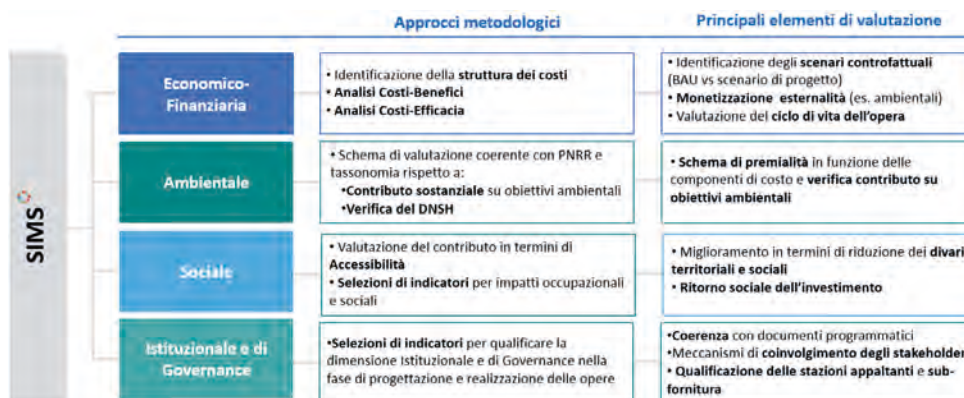 Approcci metodologici
Principali elementi di valutazione
SIMS
Economico-
Finanziaria
• Identificazione della struttura dei costi
• Analisi Costi-Benefici
• Analisi Costi-Efficacia
• Identificazione degli scenari controfattuali
(BAU vs scenario di progetto)
• Monetizzazione esternalità (es. ambientali)
• Valutazione del ciclo di vita dell'opera
Ambientale
• Schema di valutazione coerente con PNRR e
tassonomia rispetto a:
•Contributo sostanziale su obiettivi ambientali
•Verifica del DNSH
• Schema di premialità in funzione delle
componenti di costo e verifica contributo su
obiettivi ambientali
Sociale
• Valutazione del contributo in termini di
Accessibilità
• Selezioni di indicatori per impatti occupazionali
e sociali
• Miglioramento in termini di riduzione dei divari
territoriali e sociali
• Ritorno sociale dell'investimento
Istituzionale e di
Governance
•Selezioni di indicatori per qualificare la
dimensione Istituzionale e di Governance nella
fase di progettazione e realizzazione delle opere
•Coerenza con documenti programmatici
•Meccanismi di coinvolgimento degli stakeholder
• Qualificazione delle stazioni appaltanti e sub-
fornitura